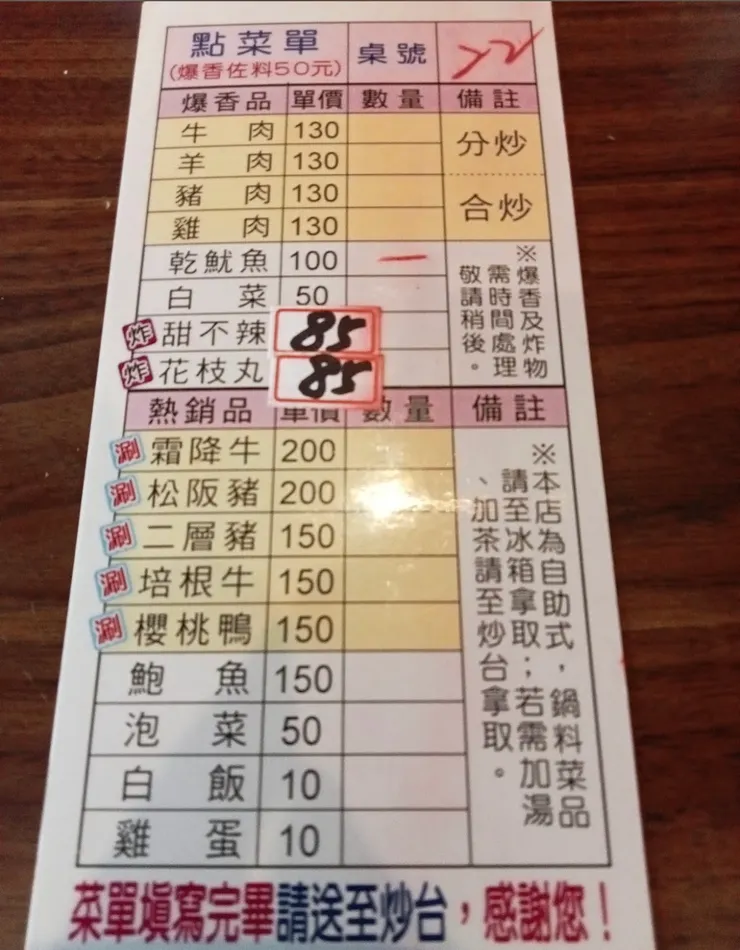 點菜單 桌號 22
(爆香佐料50元)
爆香品 單價 數量 備註
牛肉 130 分炒
羊肉 130
豬肉 130 合炒
雞肉 130
乾魷魚 100 一
白菜 50
炸 甜不辣 85
炸 花枝丸 85
※爆香及炸物
需時間處理
敬請稍後。
熱銷品 單價 數量 備註
涮 霜降牛 200
涮 松阪豬 200
涮 二層豬 150
涮 培根牛 150
涮 櫻桃鴨 150
鮑魚 150
泡菜 50
白飯 10
雞蛋 10
※本店為自助式，鍋料菜品
請至冰箱拿取；若需加湯
、加茶請至炒台拿取。
菜單填寫完畢請送至炒台，感謝您！